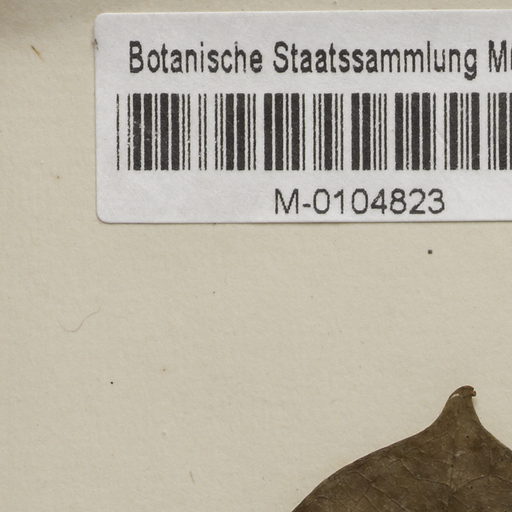 Botanische Staatssammlung
M-0104823